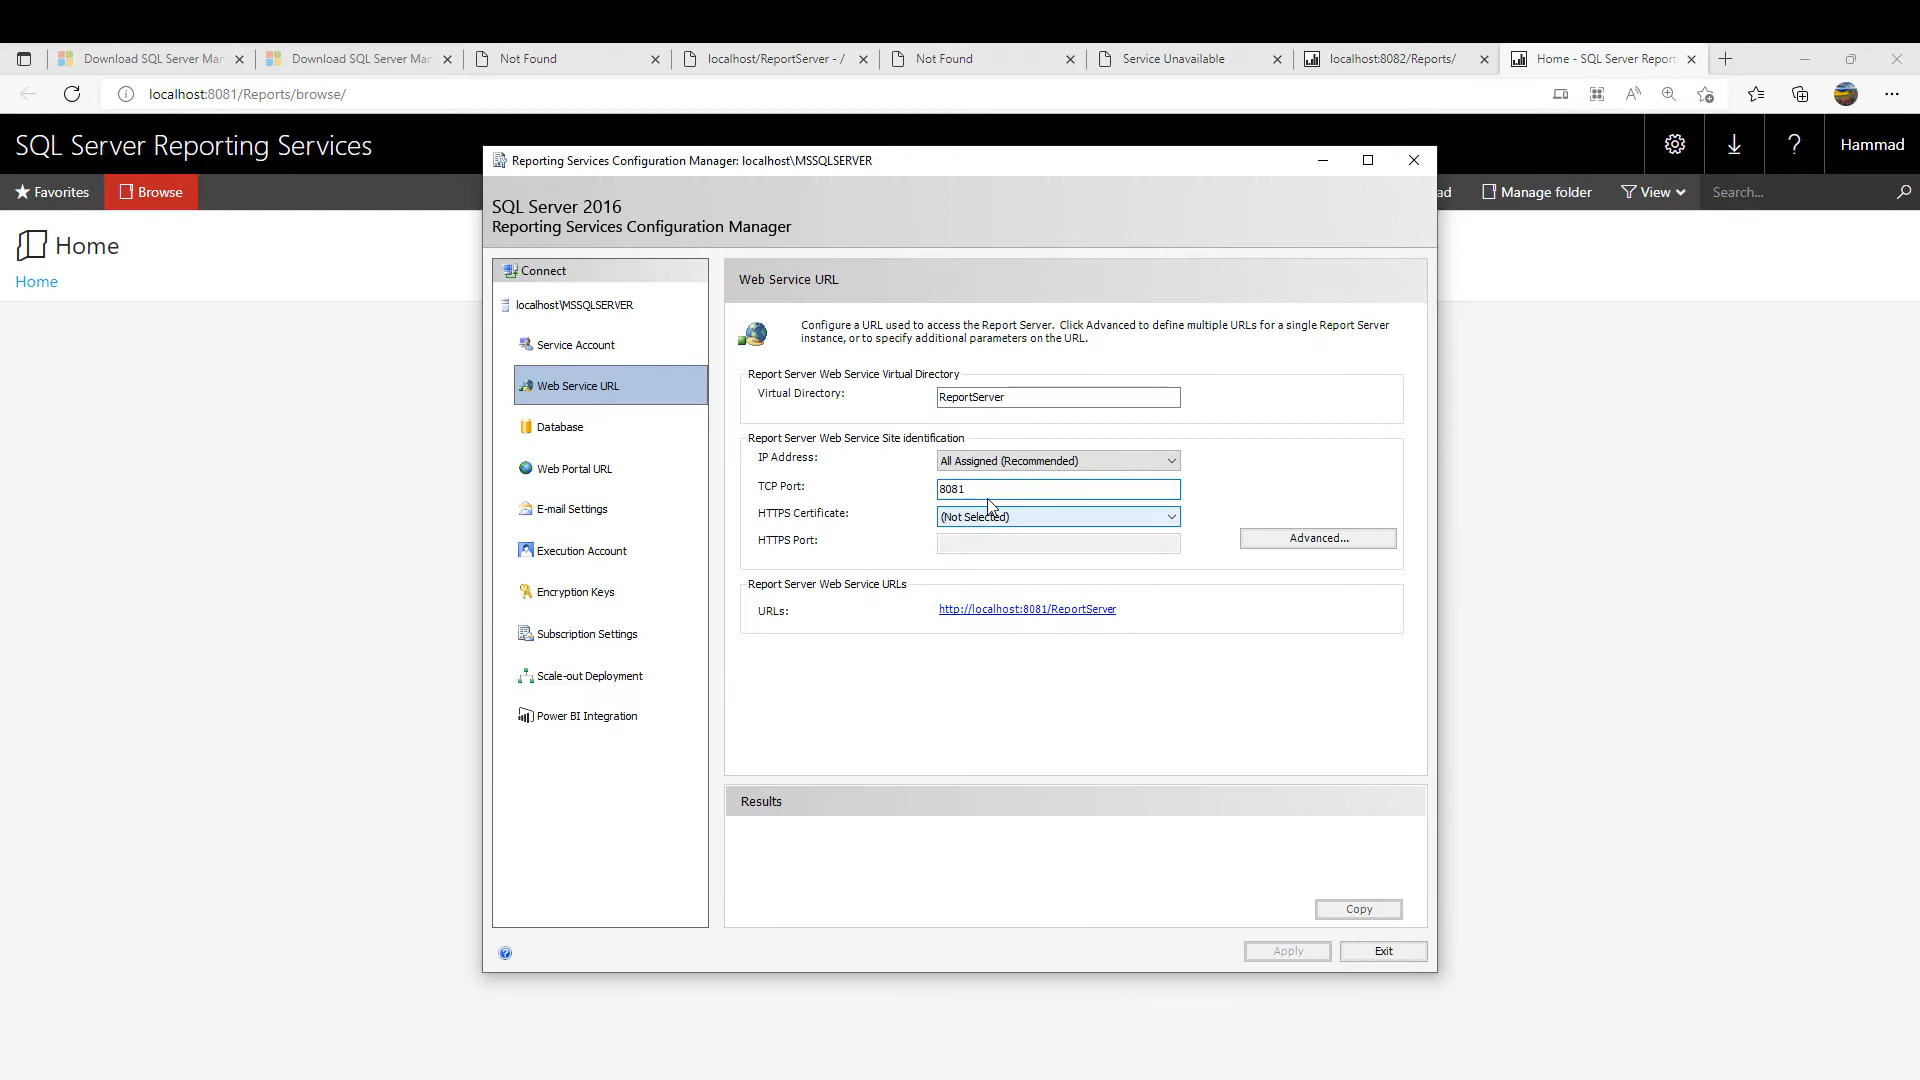 Download SQL Server Man
Download SQL Server Man
Not Found
localhost/ReportServer - /
Not Found
Service Unavailable
localhost:8082/Reports/
Home - SQL Server Report
localhost:8081/Reports/browse/
SQL Server Reporting Services
Hammad
Favorites
Browse
ad
Manage folder
View
Search...
Home
Home
Reporting Services Configuration Manager: localhost\MSSQLSERVER
SQL Server 2016
Reporting Services Configuration Manager
Connect
localhost\MSSQLSERVER
Service Account
Web Service URL
Database
Web Portal URL
E-mail Settings
Execution Account
Encryption Keys
Subscription Settings
Scale-out Deployment
Power BI Integration
Web Service URL
Configure a URL used to access the Report Server. Click Advanced to define multiple URLs for a single Report Server
instance, or to specify additional parameters on the URL.
Report Server Web Service Virtual Directory
Virtual Directory:
ReportServer
Report Server Web Service Site identification
IP Address:
All Assigned (Recommended)
TCP Port:
8081
HTTPS Certificate:
(Not Selected)
HTTPS Port:
Advanced...
Report Server Web Service URLs
URLs:
http://localhost:8081/ReportServer
Results
Copy
Apply
Exit